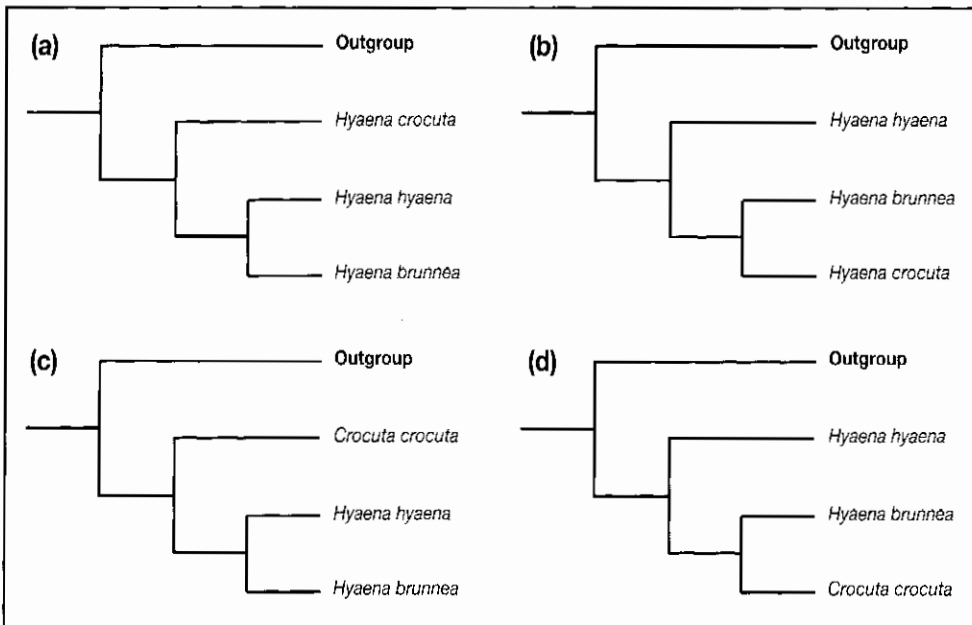 (a)
Outgroup
Hyaena crocuta
Hyaena hyaena
Hyaena brunnea
(b)
Outgroup
Hyaena hyaena
Hyaena brunnea
Hyaena crocuta
(c)
Outgroup
Crocuta crocuta
Hyaena hyaena
Hyaena brunnea
(d)
Outgroup
Hyaena hyaena
Hyaena brunnea
Crocuta crocuta